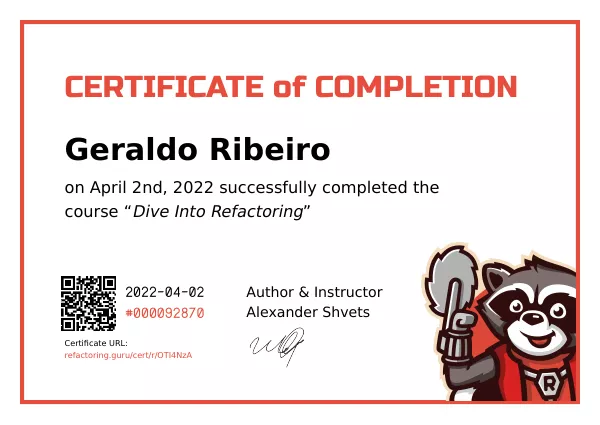 CERTIFICATE of COMPLETION
Geraldo Ribeiro
on April 2nd, 2022 successfully completed the
course “Dive Into Refactoring”
2022-04-02
#000092870
Author & Instructor
Alexander Shvets
Certificate URL:
refactoring.guru/cert/r/OTI4NzA
R